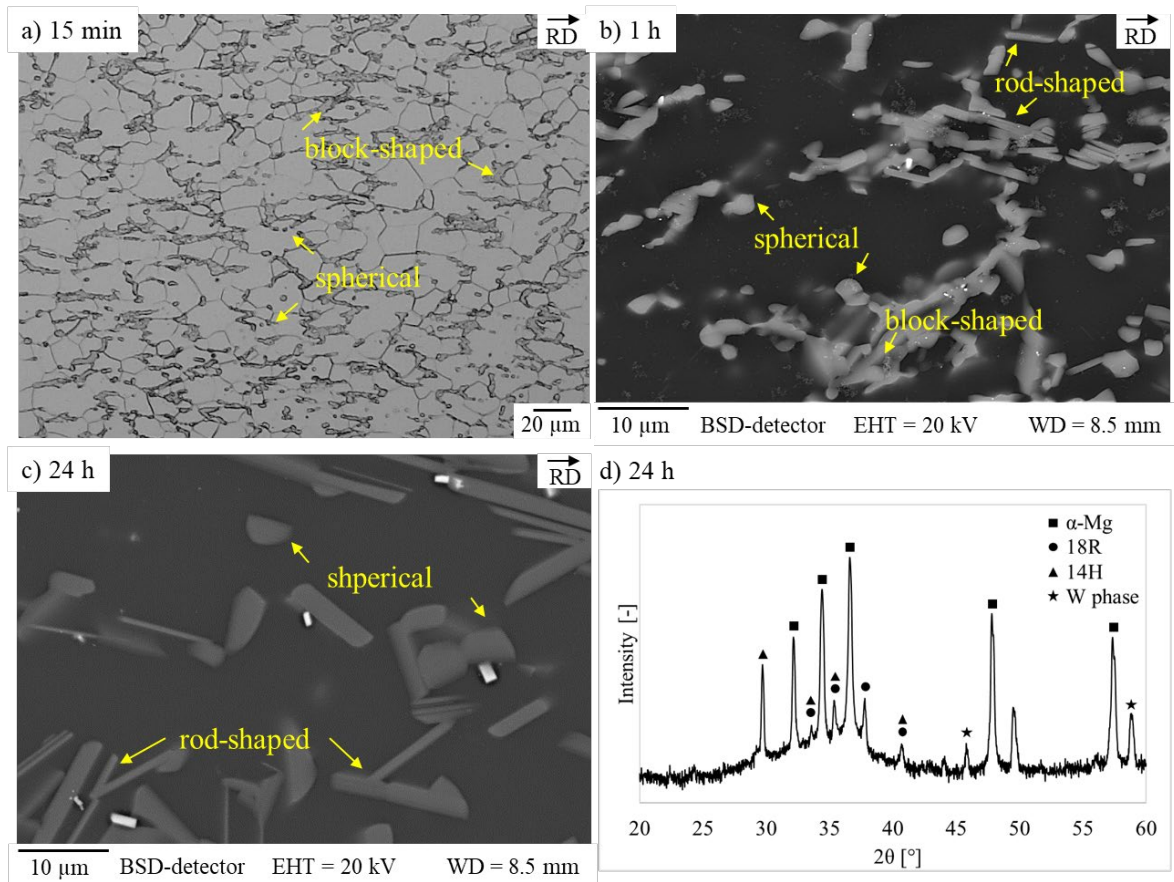 a) 15 min
RD
block-shaped
spherical
20 µm
b) 1 h
RD
rod-shaped
spherical
block-shaped
10 µm BSD-detector EHT = 20 kV WD = 8.5 mm
c) 24 h
RD
shperical
rod-shaped
10 µm BSD-detector EHT = 20 kV WD = 8.5 mm
d) 24 h
α-Mg
18R
14H
W phase
Intensity [-]
20 25 30 35 40 45 50 55 60
2θ [°]